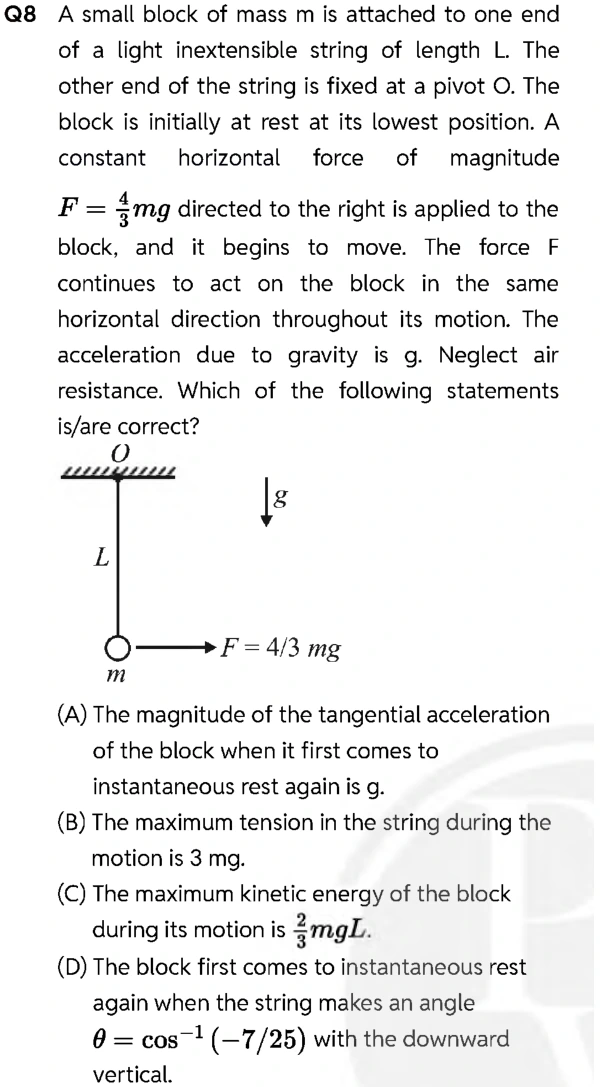 Q8 A small block of mass m is attached to one end
of a light inextensible string of length L. The
other end of the string is fixed at a pivot O. The
block is initially at rest at its lowest position. A
constant horizontal force of magnitude
F = 4/3 mg directed to the right is applied to the
block, and it begins to move. The force F
continues to act on the block in the same
horizontal direction throughout its motion. The
acceleration due to gravity is g. Neglect air
resistance. Which of the following statements
is/are correct?
O
g
L
F = 4/3 mg
m
(A) The magnitude of the tangential acceleration
of the block when it first comes to
instantaneous rest again is g.
(B) The maximum tension in the string during the
motion is 3 mg.
(C) The maximum kinetic energy of the block
during its motion is 2/3 mgL.
(D) The block first comes to instantaneous rest
again when the string makes an angle
θ = cos⁻¹ (−7/25) with the downward
vertical.